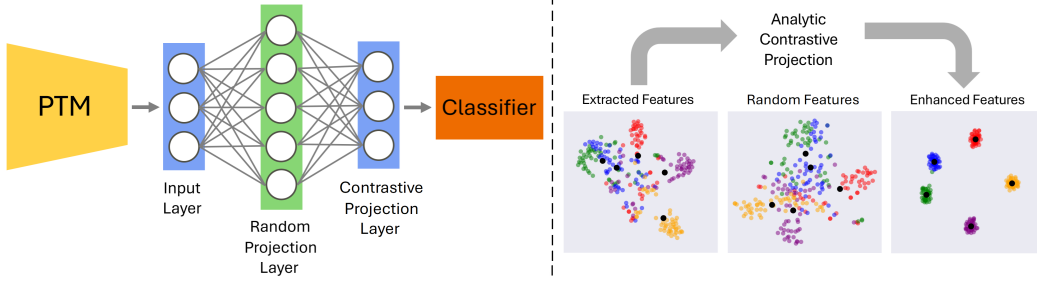 PTM
Input
Layer
Random
Projection
Layer
Contrastive
Projection
Layer
Classifier
Analytic
Contrastive
Projection
Extracted Features
Random Features
Enhanced Features